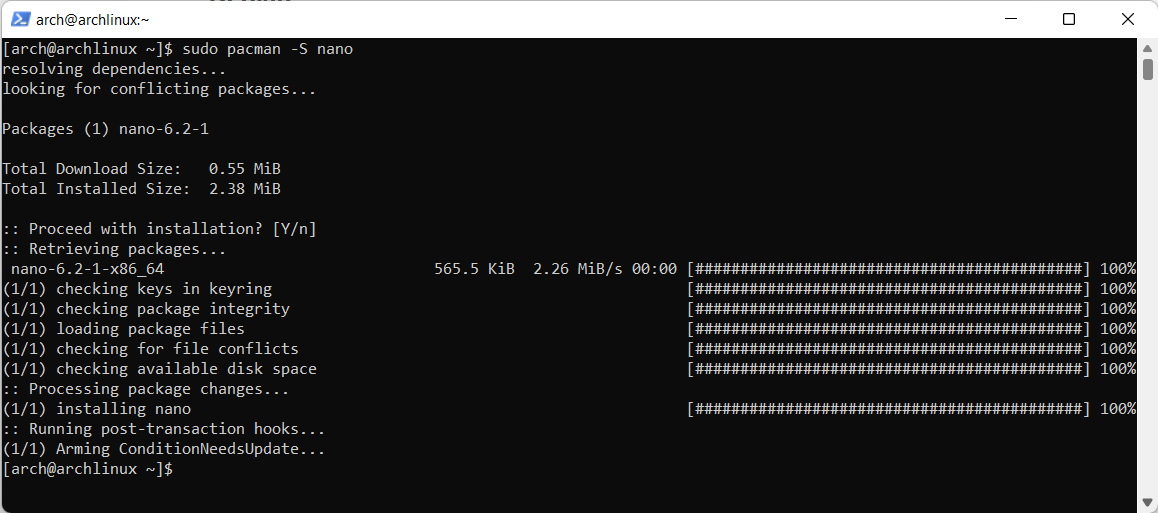 arch@archlinux:~
[arch@archlinux ~]$ sudo pacman -S nano
resolving dependencies...
looking for conflicting packages...
Packages (1) nano-6.2-1
Total Download Size:   0.55 MiB
Total Installed Size:  2.38 MiB
:: Proceed with installation? [Y/n]
:: Retrieving packages...
 nano-6.2-1-x86_64                              565.5 KiB  2.26 MiB/s 00:00 [###########################################] 100%
(1/1) checking keys in keyring                                              [###########################################] 100%
(1/1) checking package integrity                                            [###########################################] 100%
(1/1) loading package files                                                 [###########################################] 100%
(1/1) checking for file conflicts                                           [###########################################] 100%
(1/1) checking available disk space                                         [###########################################] 100%
:: Processing package changes...
(1/1) installing nano                                                       [###########################################] 100%
:: Running post-transaction hooks...
(1/1) Arming ConditionNeedsUpdate...
[arch@archlinux ~]$